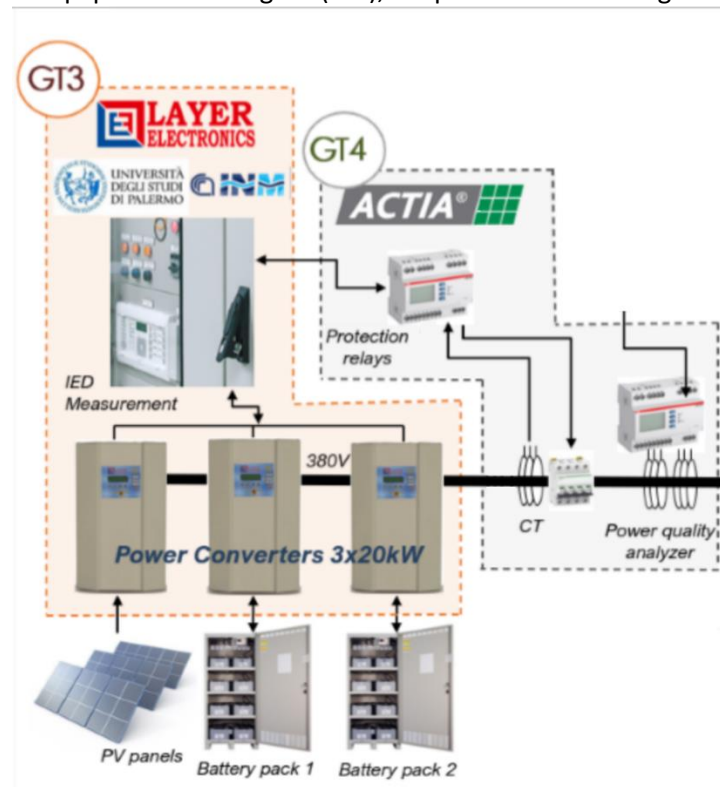 GT3
LAYER
ELECTRONICS
UNIVERSITÀ
DEGLI STUDI
DI PALERMO
INM
GT4
ACTIA®
Protection
relays
IED
Measurement
380V
CT
Power quality
analyzer
Power Converters 3x20kW
PV panels
Battery pack 1
Battery pack 2